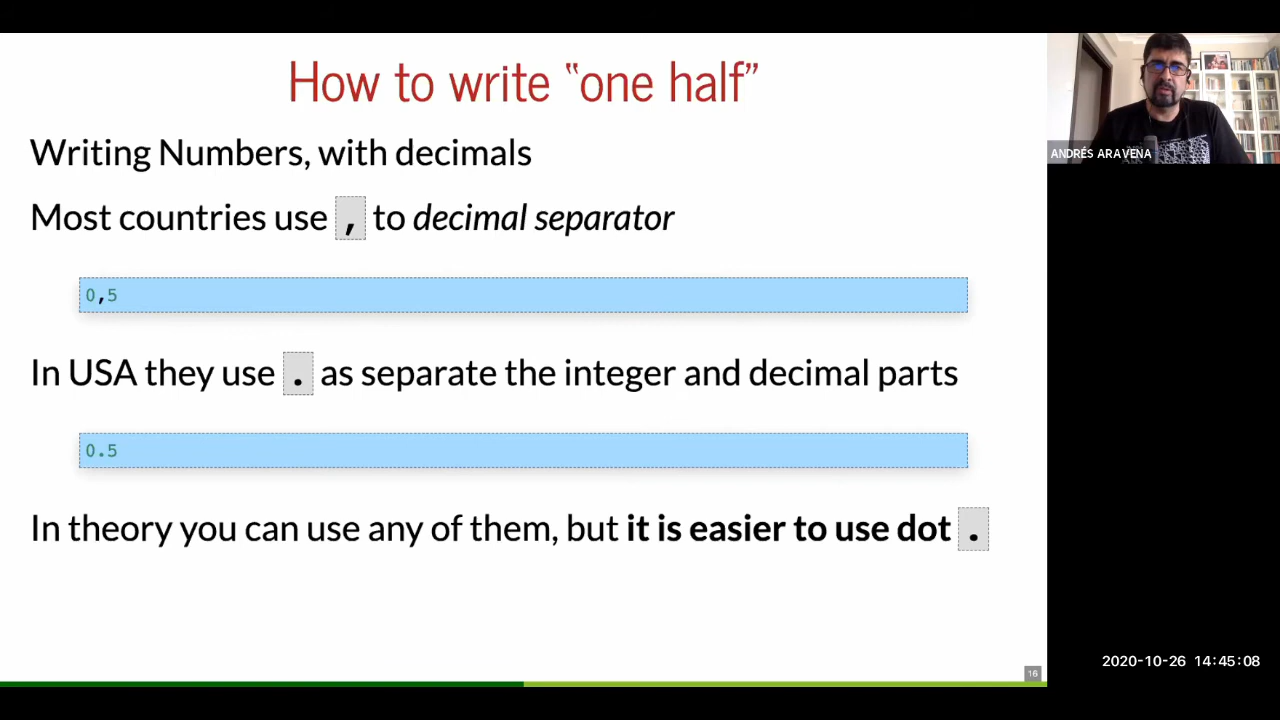 How to write “one half”
Writing Numbers, with decimals
Most countries use , to decimal separator
0,5
In USA they use . as separate the integer and decimal parts
0.5
In theory you can use any of them, but it is easier to use dot .
16
ANDRÉS ARAVENA
2020-10-26 14:45:08